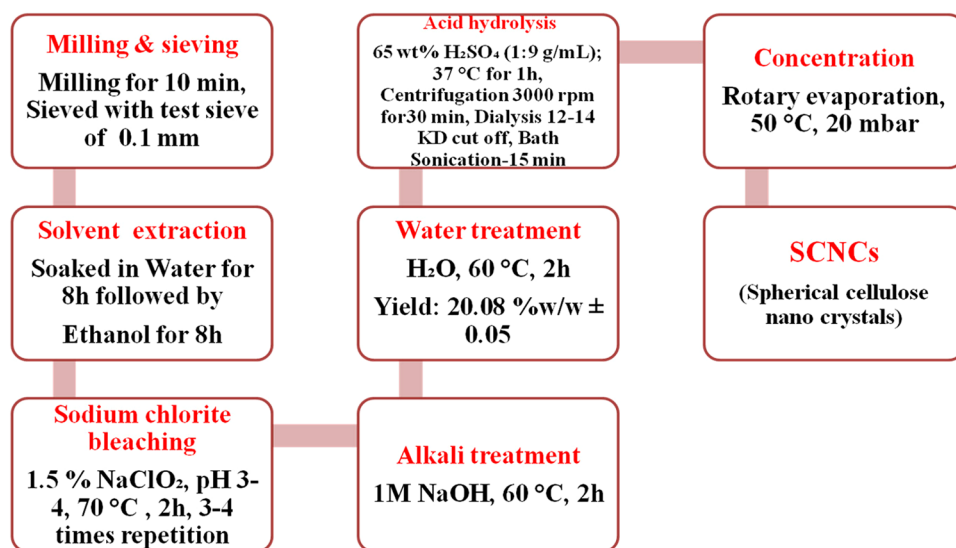 Milling & sieving
Milling for 10 min,
Sieved with test sieve
of 0.1 mm
Solvent extraction
Soaked in Water for
8h followed by
Ethanol for 8h
Sodium chlorite
bleaching
1.5 % NaClO₂, pH 3-
4, 70 °C , 2h, 3-4
times repetition
Alkali treatment
1M NaOH, 60 °C, 2h
Water treatment
H₂O, 60 °C, 2h
Yield: 20.08 %w/w ±
0.05
Acid hydrolysis
65 wt% H₂SO₄ (1:9 g/mL);
37 °C for 1h,
Centrifugation 3000 rpm
for30 min, Dialysis 12-14
KD cut off, Bath
Sonication-15 min
Concentration
Rotary evaporation,
50 °C, 20 mbar
SCNCs
(Spherical cellulose
nano crystals)